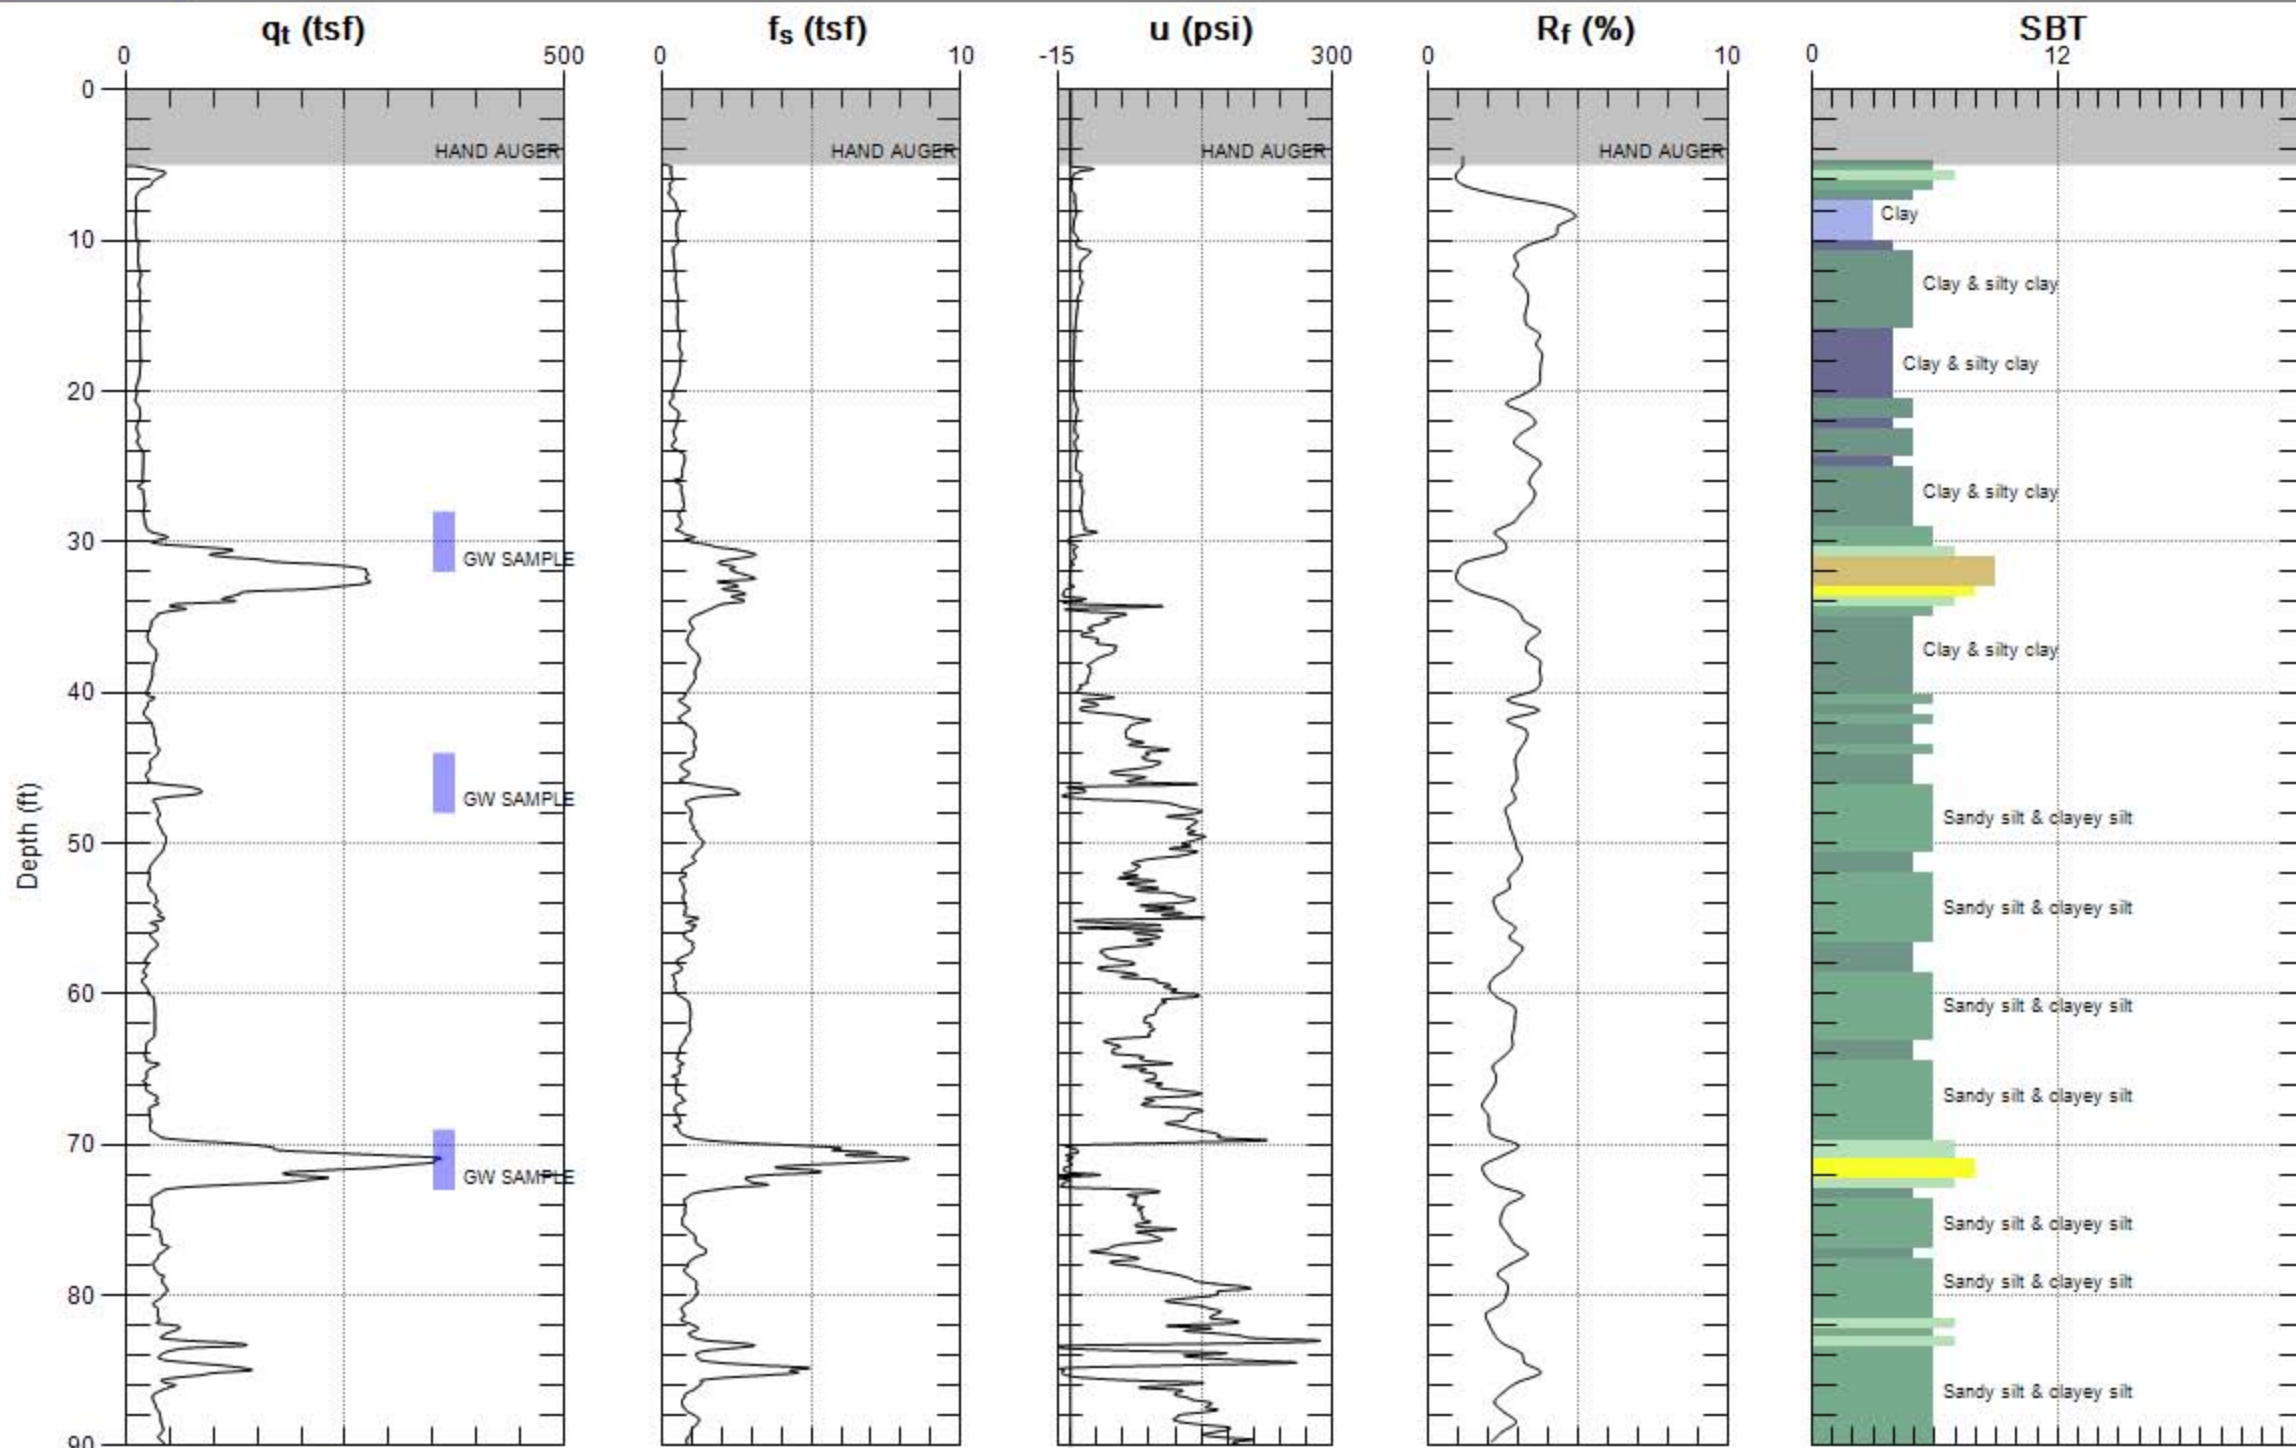 qt (tsf) fs (tsf) u (psi) Rf (%) SBT
0 500 0 10 -15 300 0 10 0 12
0
HAND AUGER HAND AUGER HAND AUGER HAND AUGER
Clay
10
Clay & silty clay
Clay & silty clay
20
Clay & silty clay
30
GW SAMPLE
Clay & silty clay
40
GW SAMPLE
Sandy silt & clayey silt
Depth (ft)
50
Sandy silt & clayey silt
60
Sandy silt & clayey silt
Sandy silt & clayey silt
70
GW SAMPLE
Sandy silt & clayey silt
Sandy silt & clayey silt
80
Sandy silt & clayey silt
90